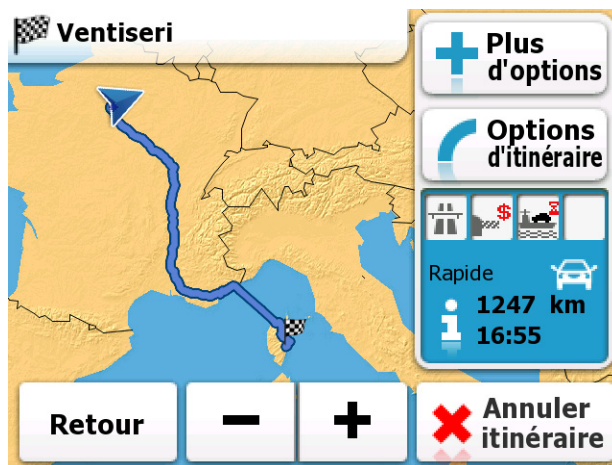 Ventiseri
Plus
d'options
Options
d'itinéraire
$
Rapide
1247 km
16:55
Retour
Annuler
itinéraire